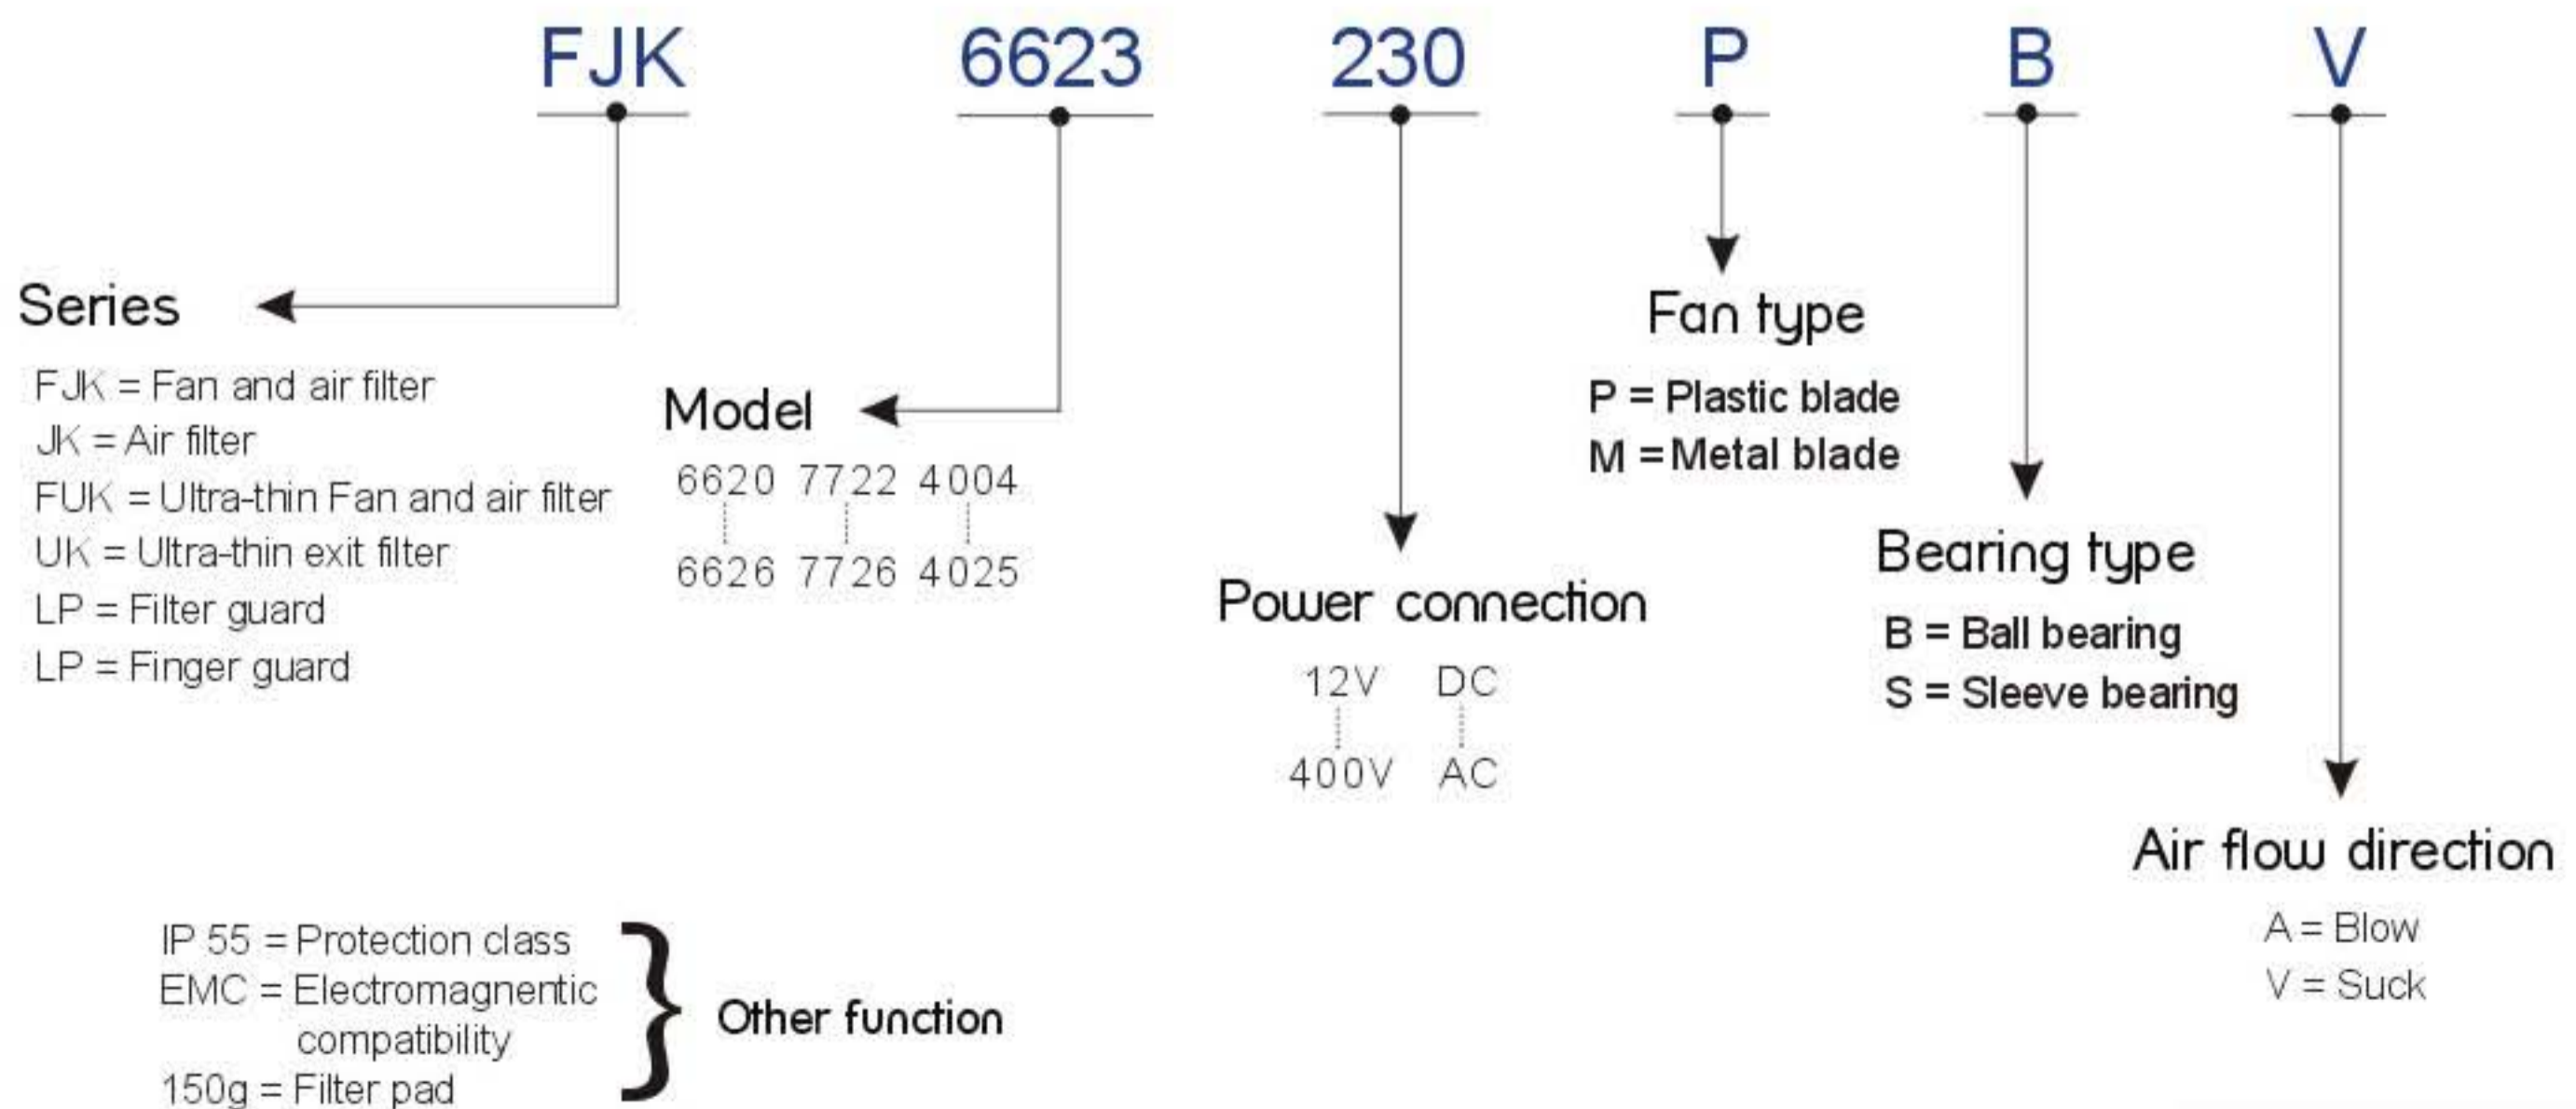 FJK 6623 230 P B V
Series
FJK = Fan and air filter
JK = Air filter
FUK = Ultra-thin Fan and air filter
UK = Ultra-thin exit filter
LP = Filter guard
LP = Finger guard
Model
6620 7722 4004
6626 7726 4025
Power connection
12V DC
400V AC
Fan type
P = Plastic blade
M = Metal blade
Bearing type
B = Ball bearing
S = Sleeve bearing
Air flow direction
A = Blow
V = Suck
IP 55 = Protection class
EMC = Electromagnentic
compatibility
150g = Filter pad
Other function